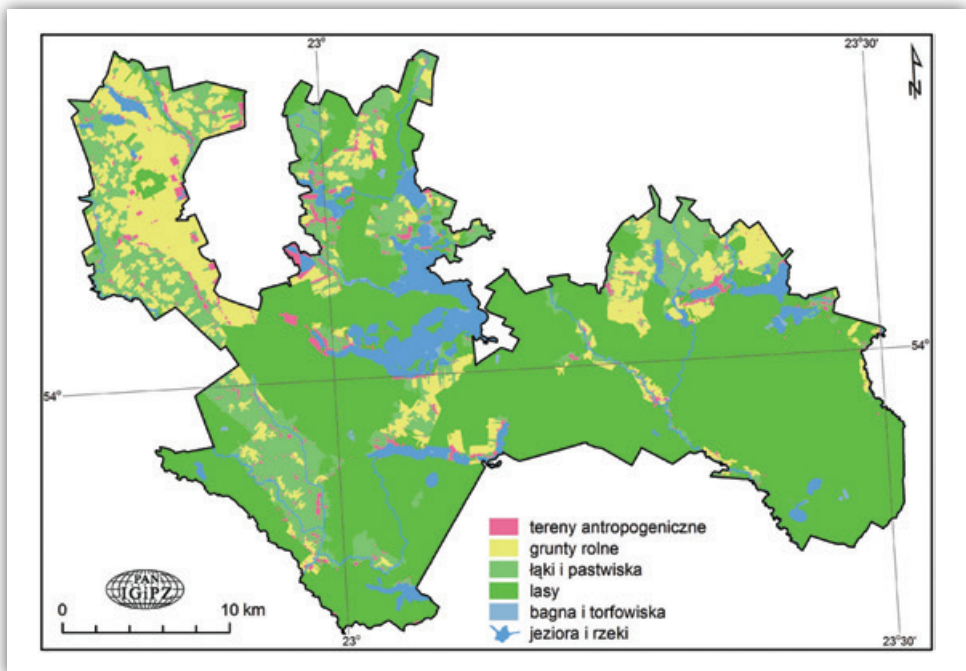 23°
23°30'
N
54°
54°
tereny antropogeniczne
grunty rolne
łąki i pastwiska
lasy
bagna i torfowiska
jeziora i rzeki
PAN
IGiPZ
0
10 km
23°
23°30'